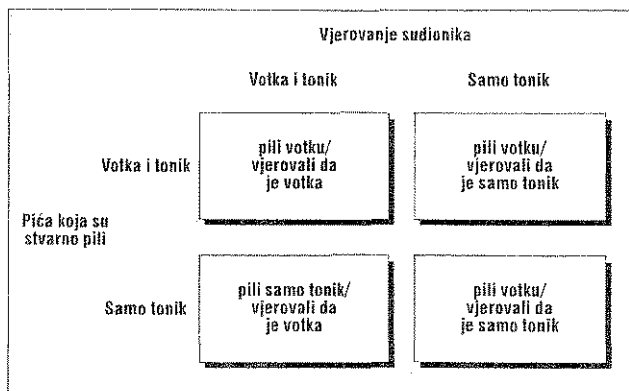 Vjerovanje sudionika
Votka i tonik
Samo tonik
Votka i tonik
pili votku/
vjerovali da
je votka
pili votku/
vjerovali da
je samo tonik
Pića koja su
stvarno pili
Samo tonik
pili samo tonik/
vjerovali da
je votka
pili votku/
vjerovali da
je samo tonik